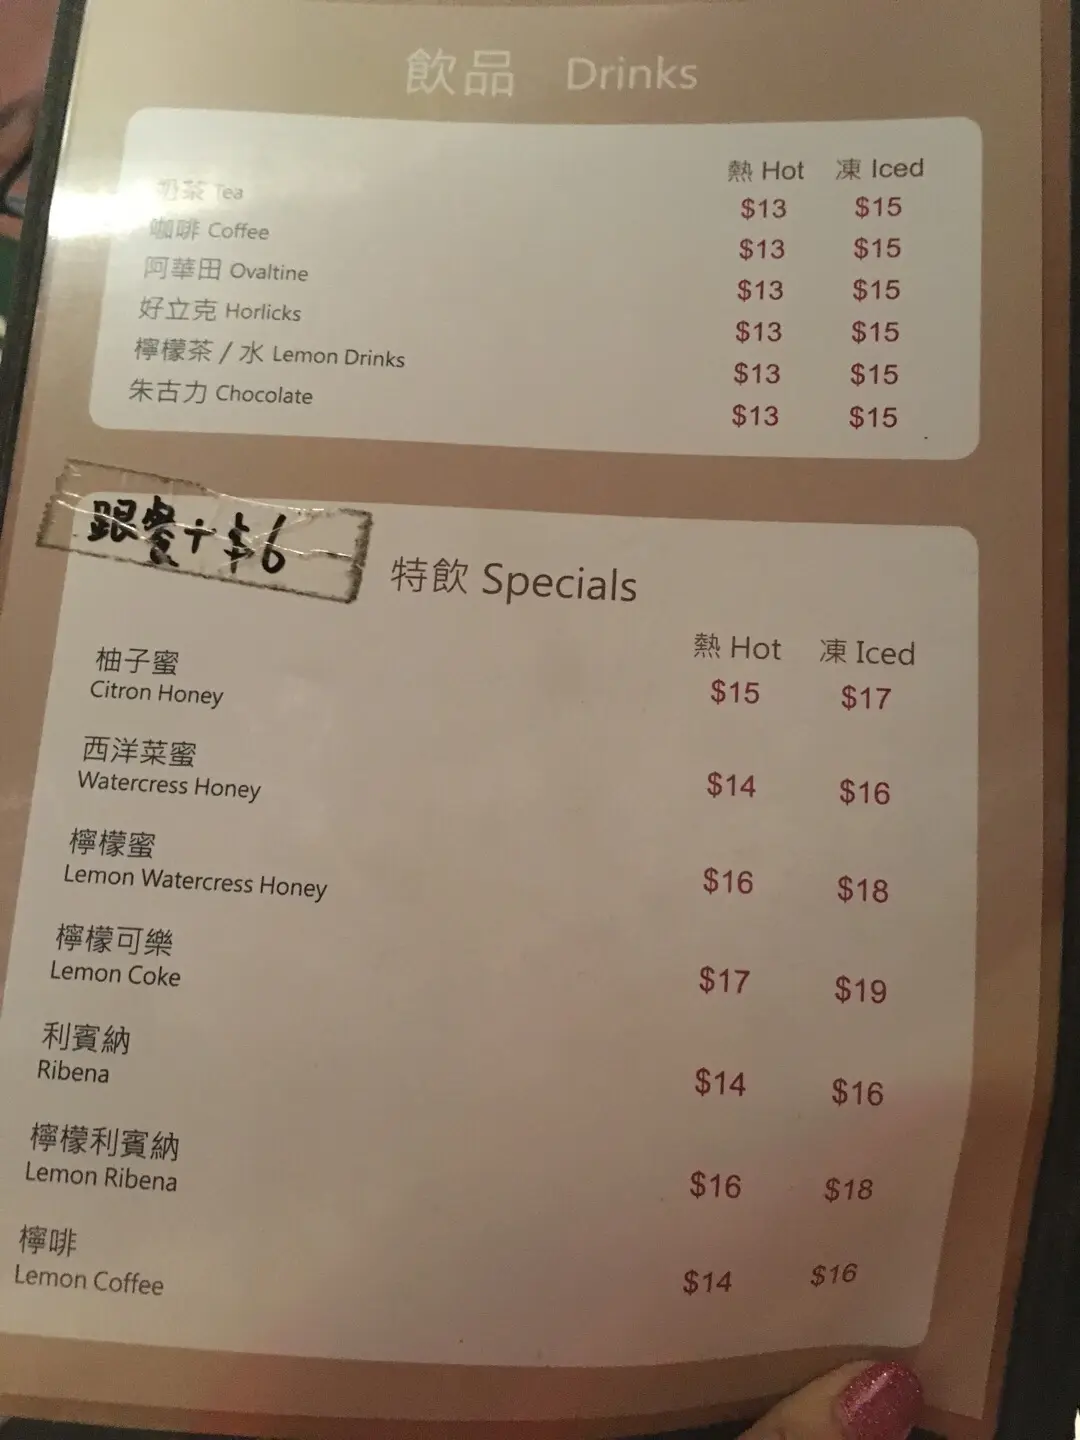 飲品 Drinks
熱 Hot 凍 Iced
奶茶 Tea $13 $15
咖啡 Coffee $13 $15
阿華田 Ovaltine $13 $15
好立克 Horlicks $13 $15
檸檬茶 / 水 Lemon Drinks $13 $15
朱古力 Chocolate $13 $15
跟餐+$6
特飲 Specials
熱 Hot 凍 Iced
柚子蜜 $15 $17
Citron Honey
西洋菜蜜 $14 $16
Watercress Honey
檸檬蜜 $16 $18
Lemon Watercress Honey
檸檬可樂 $17 $19
Lemon Coke
利賓納 $14 $16
Ribena
檸檬利賓納 $16 $18
Lemon Ribena
檸啡 $14 $16
Lemon Coffee